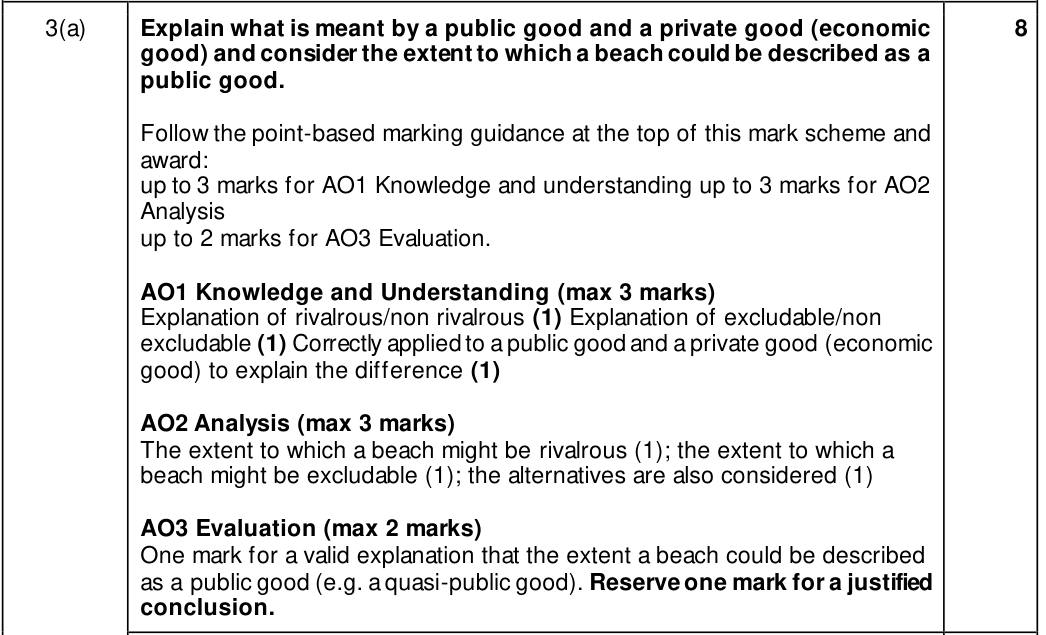 3(a) Explain what is meant by a public good and a private good (economic 8
good) and consider the extent to which a beach could be described as a
public good.
Follow the point-based marking guidance at the top of this mark scheme and
award:
up to 3 marks for AO1 Knowledge and understanding up to 3 marks for AO2
Analysis
up to 2 marks for AO3 Evaluation.
AO1 Knowledge and Understanding (max 3 marks)
Explanation of rivalrous/non rivalrous (1) Explanation of excludable/non
excludable (1) Correctly applied to a public good and a private good (economic
good) to explain the difference (1)
AO2 Analysis (max 3 marks)
The extent to which a beach might be rivalrous (1); the extent to which a
beach might be excludable (1); the alternatives are also considered (1)
AO3 Evaluation (max 2 marks)
One mark for a valid explanation that the extent a beach could be described
as a public good (e.g. a quasi-public good). Reserve one mark for a justified
conclusion.